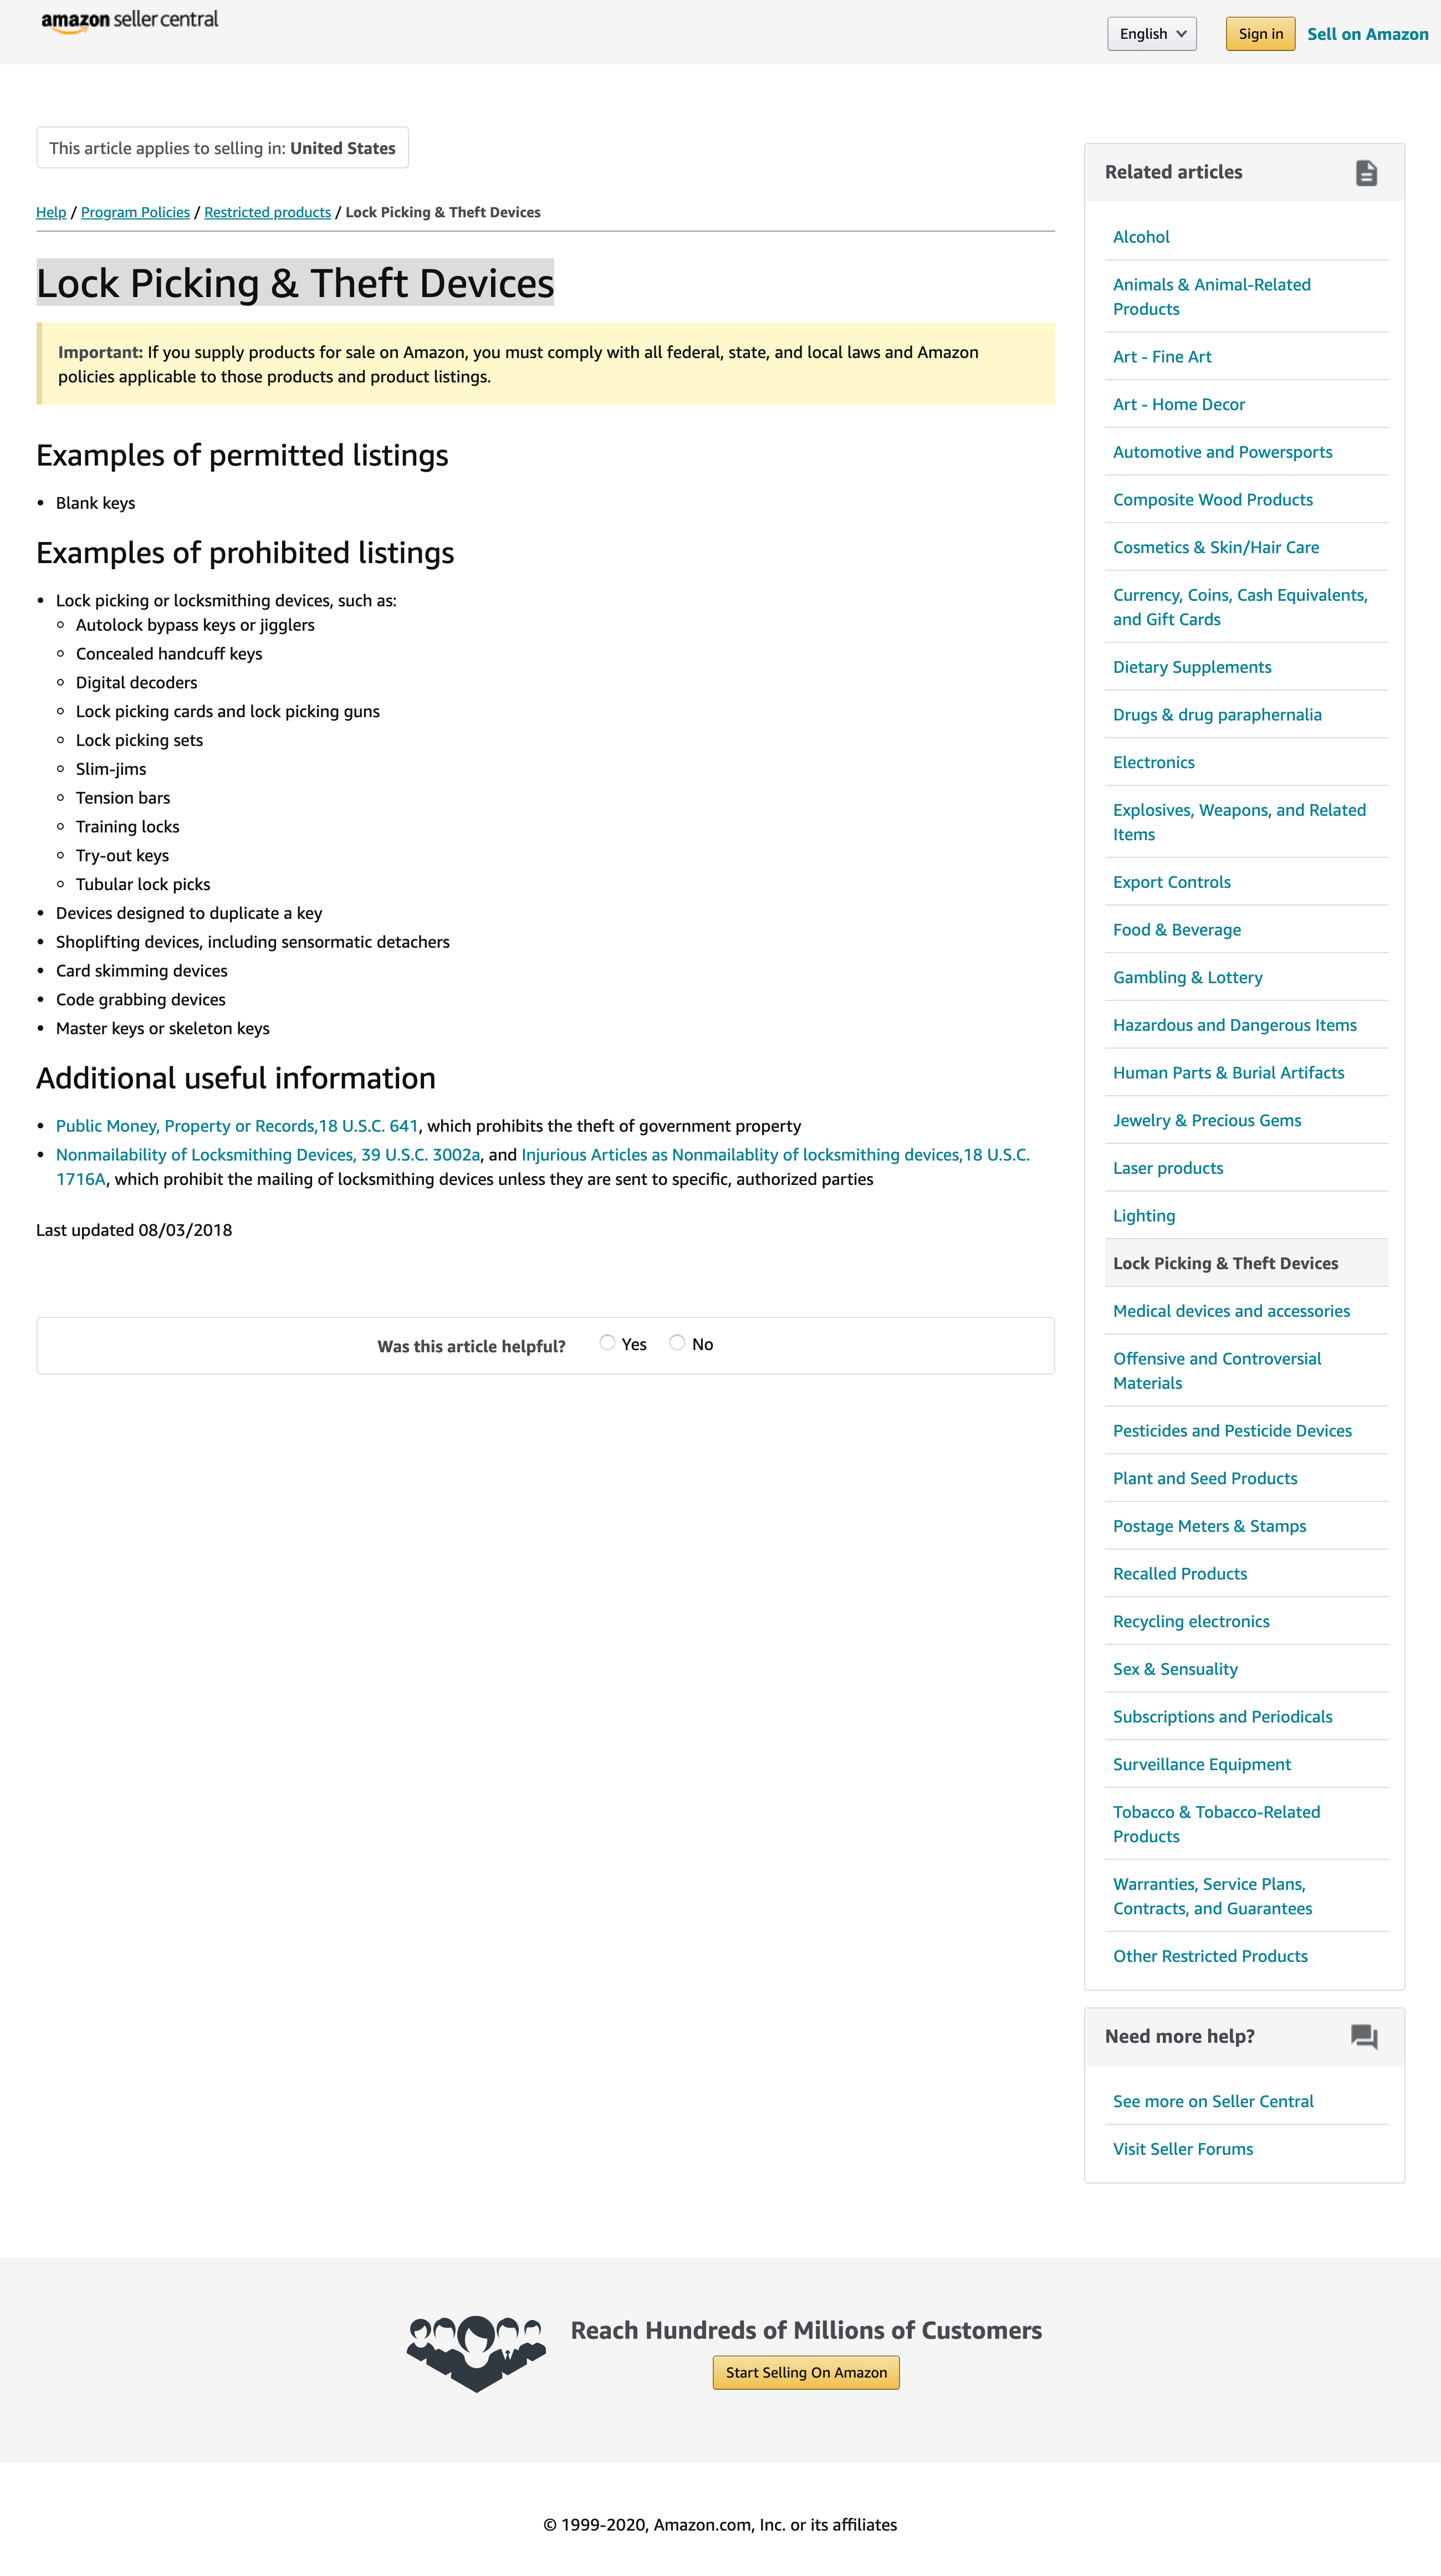 amazon seller central
English
Sign in
Sell on Amazon
This article applies to selling in: United States
Help / Program Policies / Restricted products / Lock Picking & Theft Devices
Lock Picking & Theft Devices
Important: If you supply products for sale on Amazon, you must comply with all federal, state, and local laws and Amazon
policies applicable to those products and product listings.
Examples of permitted listings
• Blank keys
Examples of prohibited listings
• Lock picking or locksmithing devices, such as:
◦ Autolock bypass keys or jigglers
◦ Concealed handcuff keys
◦ Digital decoders
◦ Lock picking cards and lock picking guns
◦ Lock picking sets
◦ Slim-jims
◦ Tension bars
◦ Training locks
◦ Try-out keys
◦ Tubular lock picks
• Devices designed to duplicate a key
• Shoplifting devices, including sensormatic detachers
• Card skimming devices
• Code grabbing devices
• Master keys or skeleton keys
Additional useful information
• Public Money, Property or Records,18 U.S.C. 641, which prohibits the theft of government property
• Nonmailability of Locksmithing Devices, 39 U.S.C. 3002a, and Injurious Articles as Nonmailablity of locksmithing devices,18 U.S.C.
1716A, which prohibit the mailing of locksmithing devices unless they are sent to specific, authorized parties
Last updated 08/03/2018
Was this article helpful?
Yes
No
Related articles
Alcohol
Animals & Animal-Related
Products
Art - Fine Art
Art - Home Decor
Automotive and Powersports
Composite Wood Products
Cosmetics & Skin/Hair Care
Currency, Coins, Cash Equivalents,
and Gift Cards
Dietary Supplements
Drugs & drug paraphernalia
Electronics
Explosives, Weapons, and Related
Items
Export Controls
Food & Beverage
Gambling & Lottery
Hazardous and Dangerous Items
Human Parts & Burial Artifacts
Jewelry & Precious Gems
Laser products
Lighting
Lock Picking & Theft Devices
Medical devices and accessories
Offensive and Controversial
Materials
Pesticides and Pesticide Devices
Plant and Seed Products
Postage Meters & Stamps
Recalled Products
Recycling electronics
Sex & Sensuality
Subscriptions and Periodicals
Surveillance Equipment
Tobacco & Tobacco-Related
Products
Warranties, Service Plans,
Contracts, and Guarantees
Other Restricted Products
Need more help?
See more on Seller Central
Visit Seller Forums
Reach Hundreds of Millions of Customers
Start Selling On Amazon
© 1999-2020, Amazon.com, Inc. or its affiliates